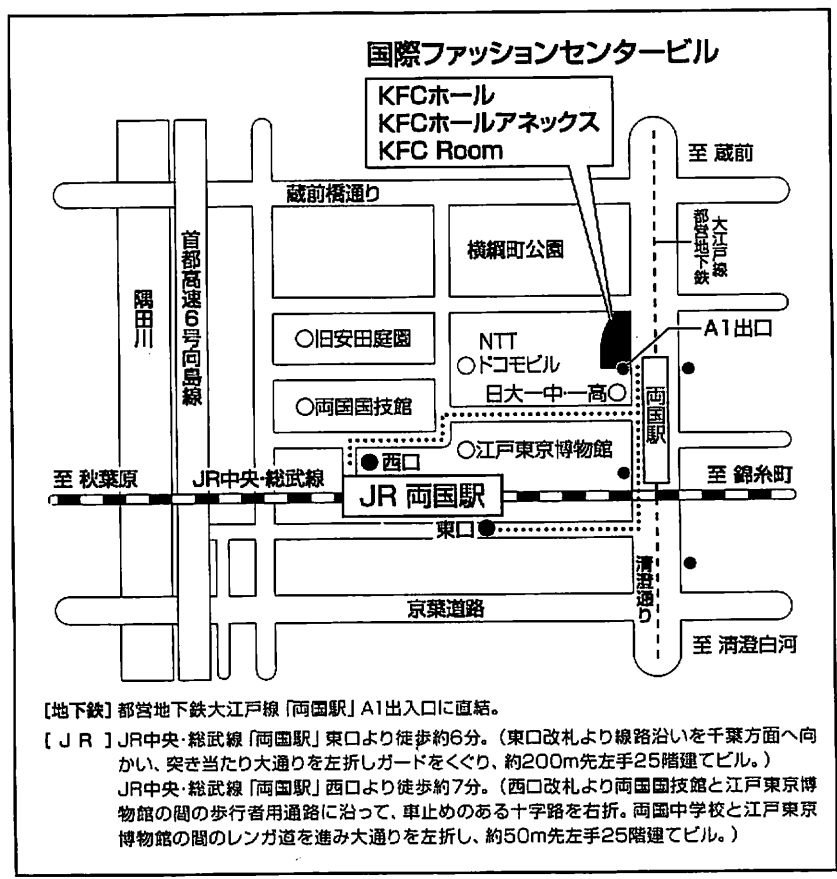 国際ファッションセンタービル
KFCホール
KFCホールアネックス
KFC Room
至 蔵前
蔵前橋通り
都営地下鉄
大江戸線
横綱町公園
隅田川
首都高速6号向島線
A1出口
○旧安田庭園
NTT
○ドコモビル
日大一中・一高○
○両国国技館
両国駅
○江戸東京博物館
●西口
至 秋葉原
JR中央・総武線
至 錦糸町
JR 両国駅
東口●
清澄通り
京葉道路
至 清澄白河
[地下鉄] 都営地下鉄大江戸線「両国駅」A1出入口に直結。
[ J R ] JR中央・総武線「両国駅」東口より徒歩約6分。(東口改札より線路沿いを千葉方面へ向
かい、突き当たり大通りを左折しガードをくぐり、約200m先左手25階建てビル。)
JR中央・総武線「両国駅」西口より徒歩約7分。(西口改札より両国国技館と江戸東京博
物館の間の歩行者用通路に沿って、車止めのある十字路を右折。両国中学校と江戸東京
博物館の間のレンガ道を進み大通りを左折し、約50m先左手25階建てビル。)